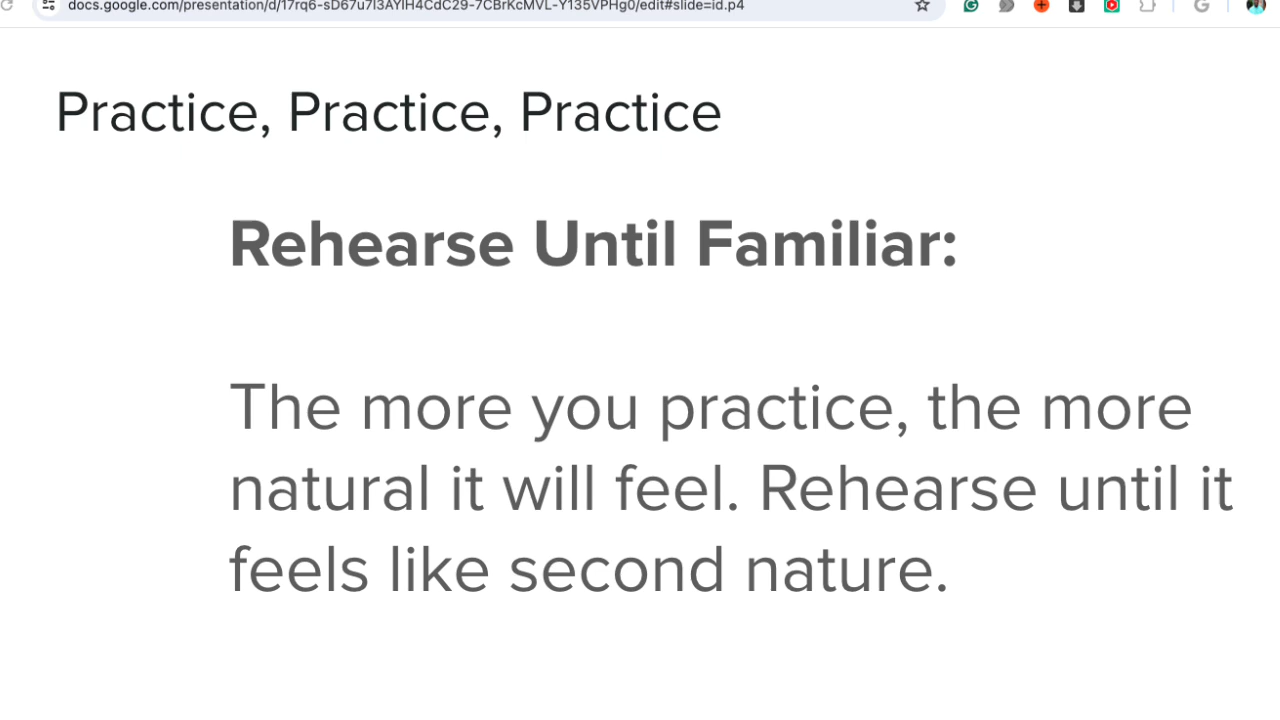 docs.google.com/presentation/d/17rq6-sD67u7I3AYlH4CdC29-7CBrKcMVL-Y135VPHg0/edit#slide=id.p4
Practice, Practice, Practice
Rehearse Until Familiar:
The more you practice, the more
natural it will feel. Rehearse until it
feels like second nature.